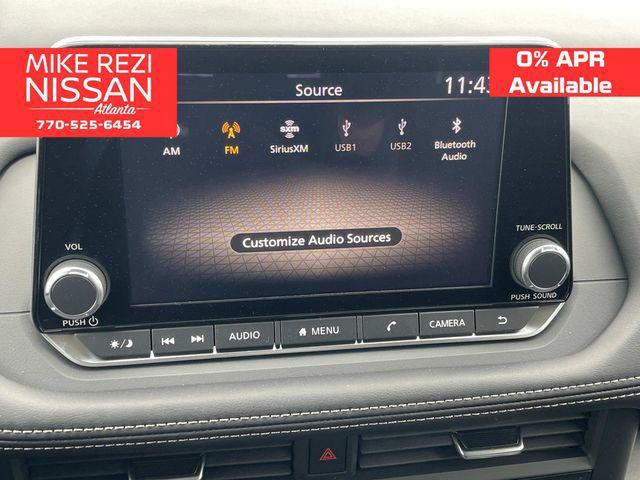 MIKE REZI
NISSAN
Atlanta
770-525-6454
0% APR
Available
Source
11:43
AM
FM
SiriusXM
USB1
USB2
Bluetooth
Audio
sxm
Customize Audio Sources
VOL
PUSH
TUNE-SCROLL
PUSH SOUND
AUDIO
MENU
CAMERA